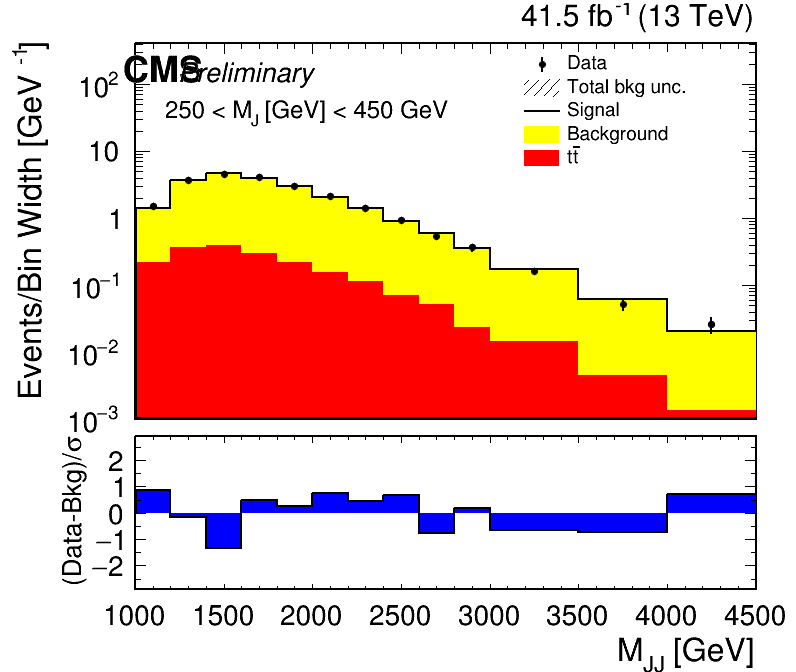 41.5 fb⁻¹ (13 TeV)
CMS Preliminary
250 < M_J [GeV] < 450 GeV
Data
Total bkg unc.
Signal
Background
tt̄
Events/Bin Width [GeV⁻¹]
10²
10
1
10⁻¹
10⁻²
10⁻³
(Data-Bkg)/σ
2
1
0
−1
−2
1000 1500 2000 2500 3000 3500 4000 4500
M_JJ [GeV]